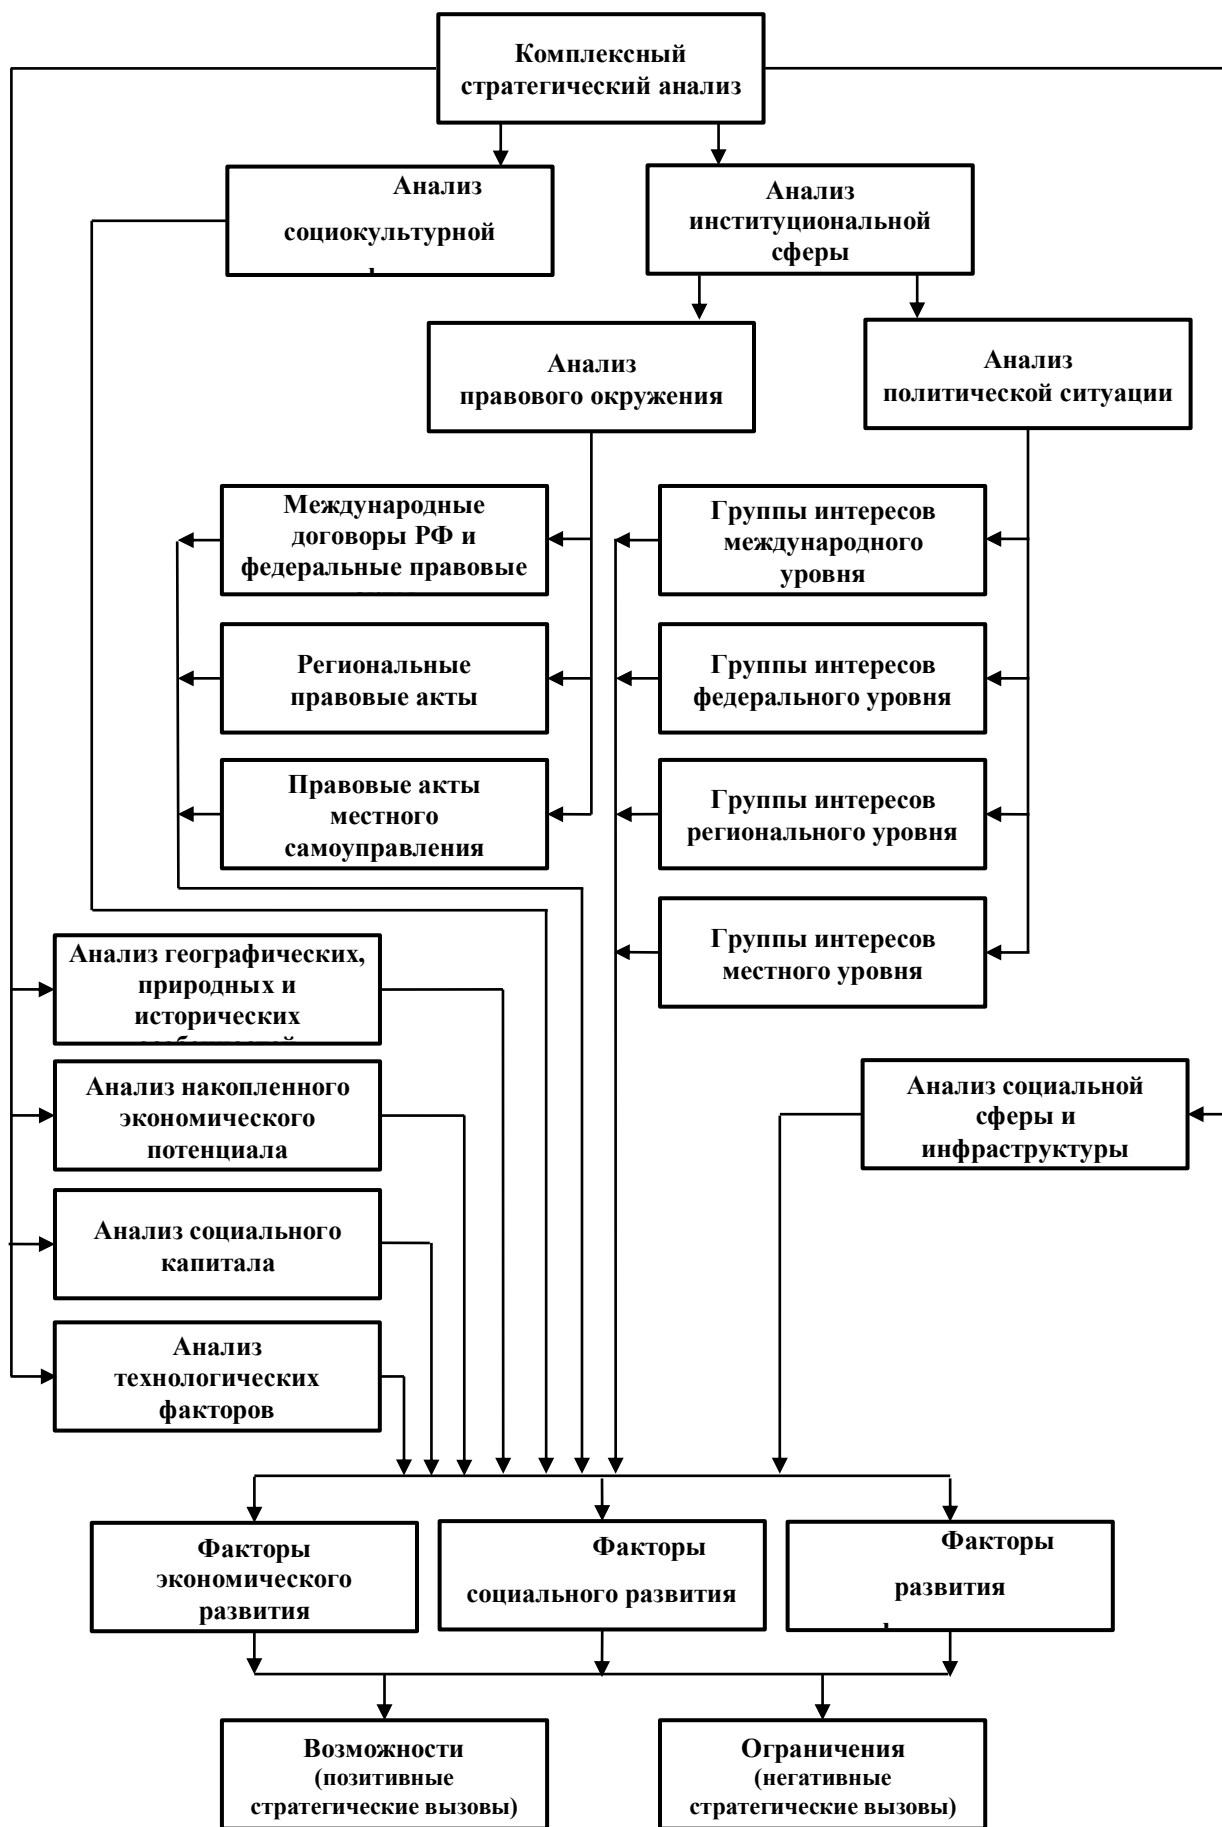 Комплексный
стратегический анализ
Анализ
социокультурной
Анализ
институциональной
сферы
Анализ
правового окружения
Анализ
политической ситуации
Международные
договоры РФ и
федеральные правовые
Группы интересов
международного
уровня
Региональные
правовые акты
Группы интересов
федерального уровня
Правовые акты
местного
самоуправления
Группы интересов
регионального уровня
Группы интересов
местного уровня
Анализ географических,
природных и
исторических
Анализ накопленного
экономического
потенциала
Анализ социальной
сферы и
инфраструктуры
Анализ социального
капитала
Анализ
технологических
факторов
Факторы
экономического
развития
Факторы
социального развития
Факторы
развития
Возможности
(позитивные
стратегические вызовы)
Ограничения
(негативные
стратегические вызовы)